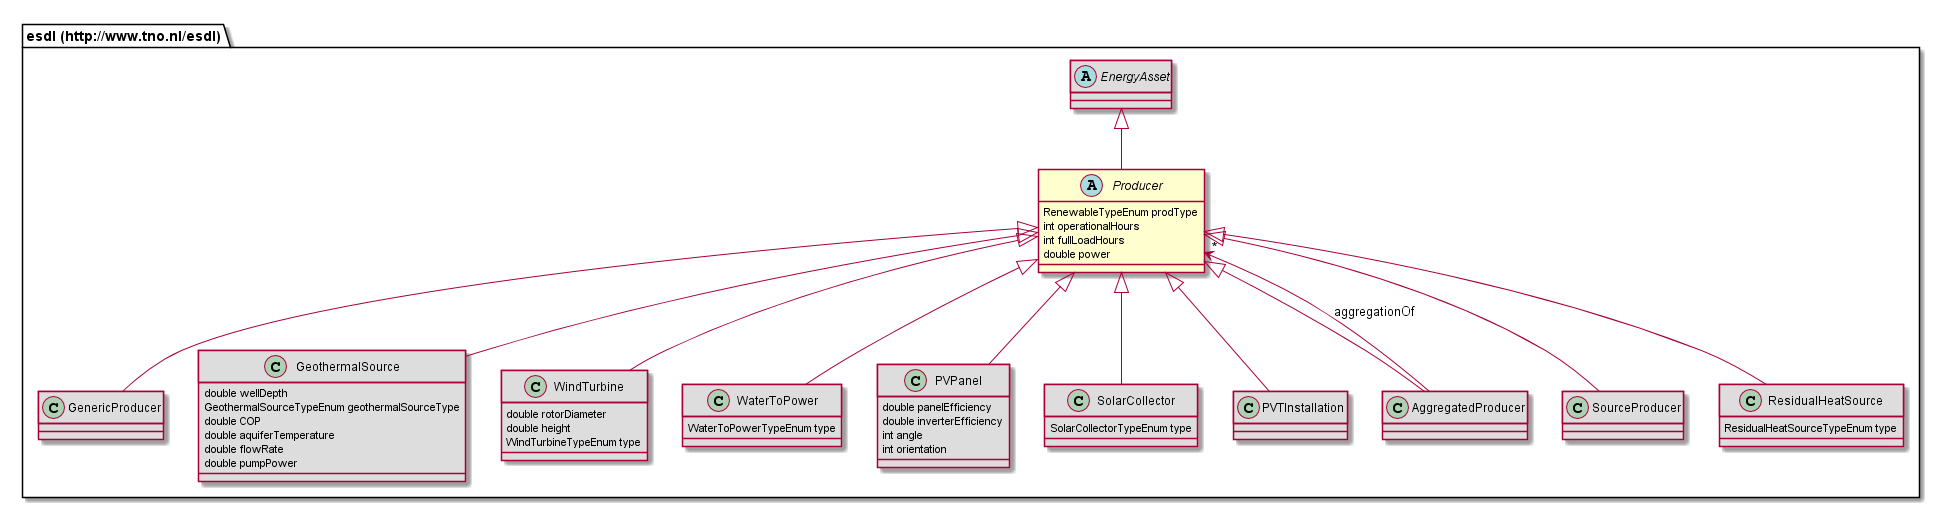 esdl (http://www.tno.nl/esdl)
A EnergyAsset
A Producer
RenewableTypeEnum prodType
int operationalHours
int fullLoadHours
double power
*
aggregationOf
C GenericProducer
C GeothermalSource
double wellDepth
GeothermalSourceTypeEnum geothermalSourceType
double COP
double aquiferTemperature
double flowRate
double pumpPower
C WindTurbine
double rotorDiameter
double height
WindTurbineTypeEnum type
C WaterToPower
WaterToPowerTypeEnum type
C PVPanel
double panelEfficiency
double inverterEfficiency
int angle
int orientation
C SolarCollector
SolarCollectorTypeEnum type
C PVTInstallation
C AggregatedProducer
C SourceProducer
C ResidualHeatSource
ResidualHeatSourceTypeEnum type